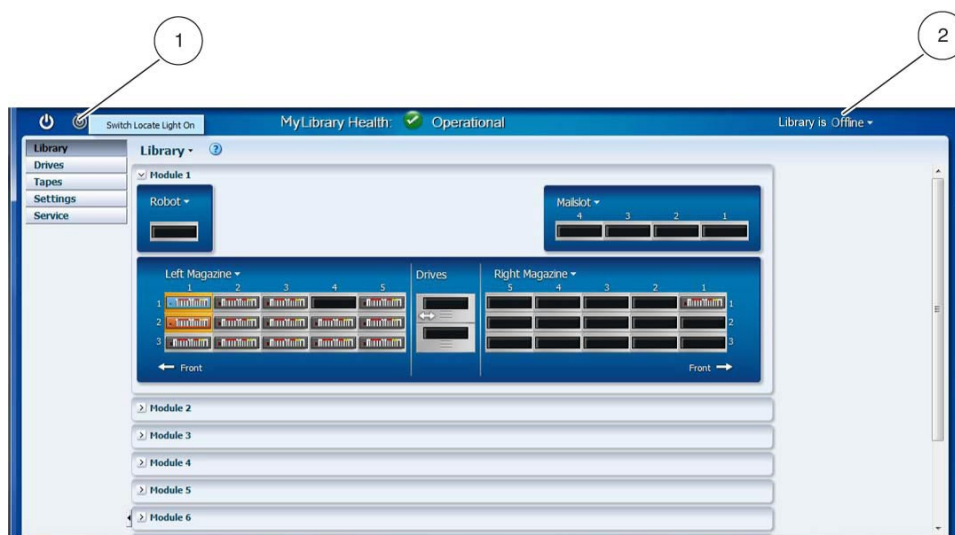 1
2
Switch Locate Light On
MyLibrary Health: Operational
Library is Offline
Library
Drives
Tapes
Settings
Service
Library
Module 1
Robot
Mailslot
4 3 2 1
Left Magazine
1 2 3 4 5
1
2
3
Front
Drives
Right Magazine
5 4 3 2 1
1
2
3
Front
Module 2
Module 3
Module 4
Module 5
Module 6